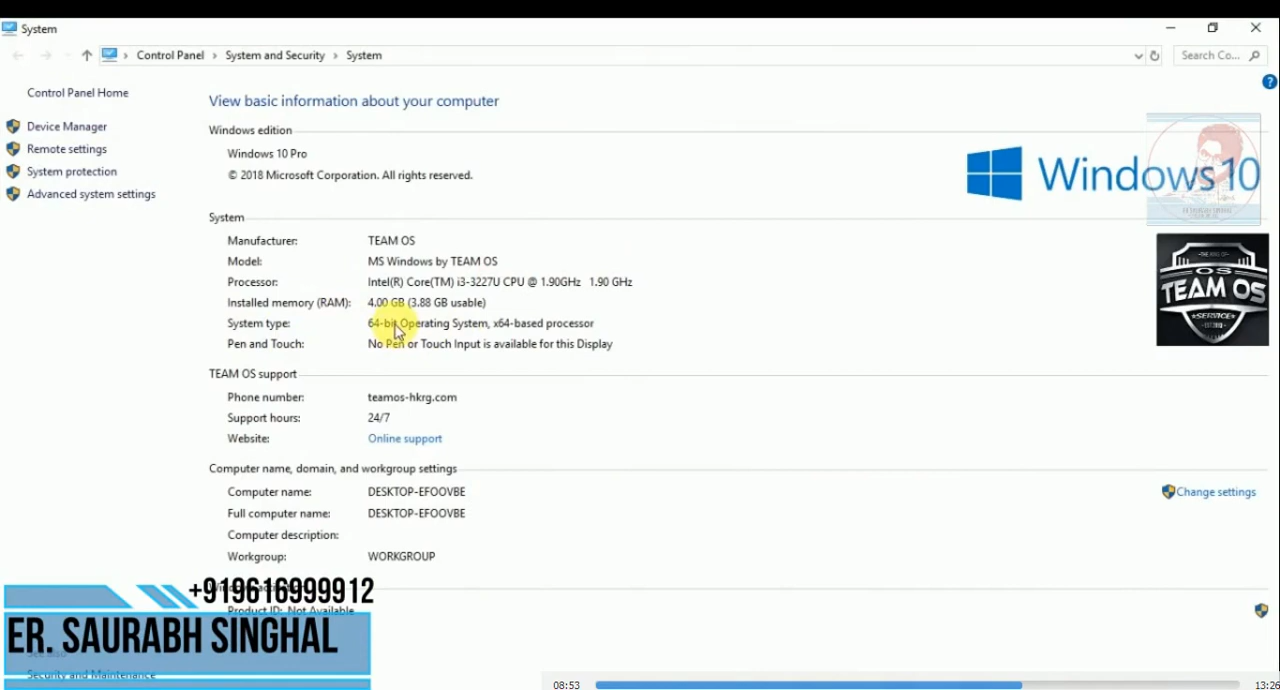 System
Control Panel › System and Security › System
Search Co...
Control Panel Home
Device Manager
Remote settings
System protection
Advanced system settings
View basic information about your computer
Windows edition
Windows 10 Pro
© 2018 Microsoft Corporation. All rights reserved.
Windows 10
System
Manufacturer: TEAM OS
Model: MS Windows by TEAM OS
Processor: Intel(R) Core(TM) i3-3227U CPU @ 1.90GHz 1.90 GHz
Installed memory (RAM): 4.00 GB (3.88 GB usable)
System type: 64-bit Operating System, x64-based processor
Pen and Touch: No Pen or Touch Input is available for this Display
OS
TEAM OS
SERVICE
TEAM OS support
Phone number: teamos-hkrg.com
Support hours: 24/7
Website: Online support
Computer name, domain, and workgroup settings
Computer name: DESKTOP-EFOOVBE
Change settings
Full computer name: DESKTOP-EFOOVBE
Computer description:
Workgroup: WORKGROUP
+919616999912
Product ID: Not Available
ER. SAURABH SINGHAL
See also
Security and Maintenance
08:53
13:26